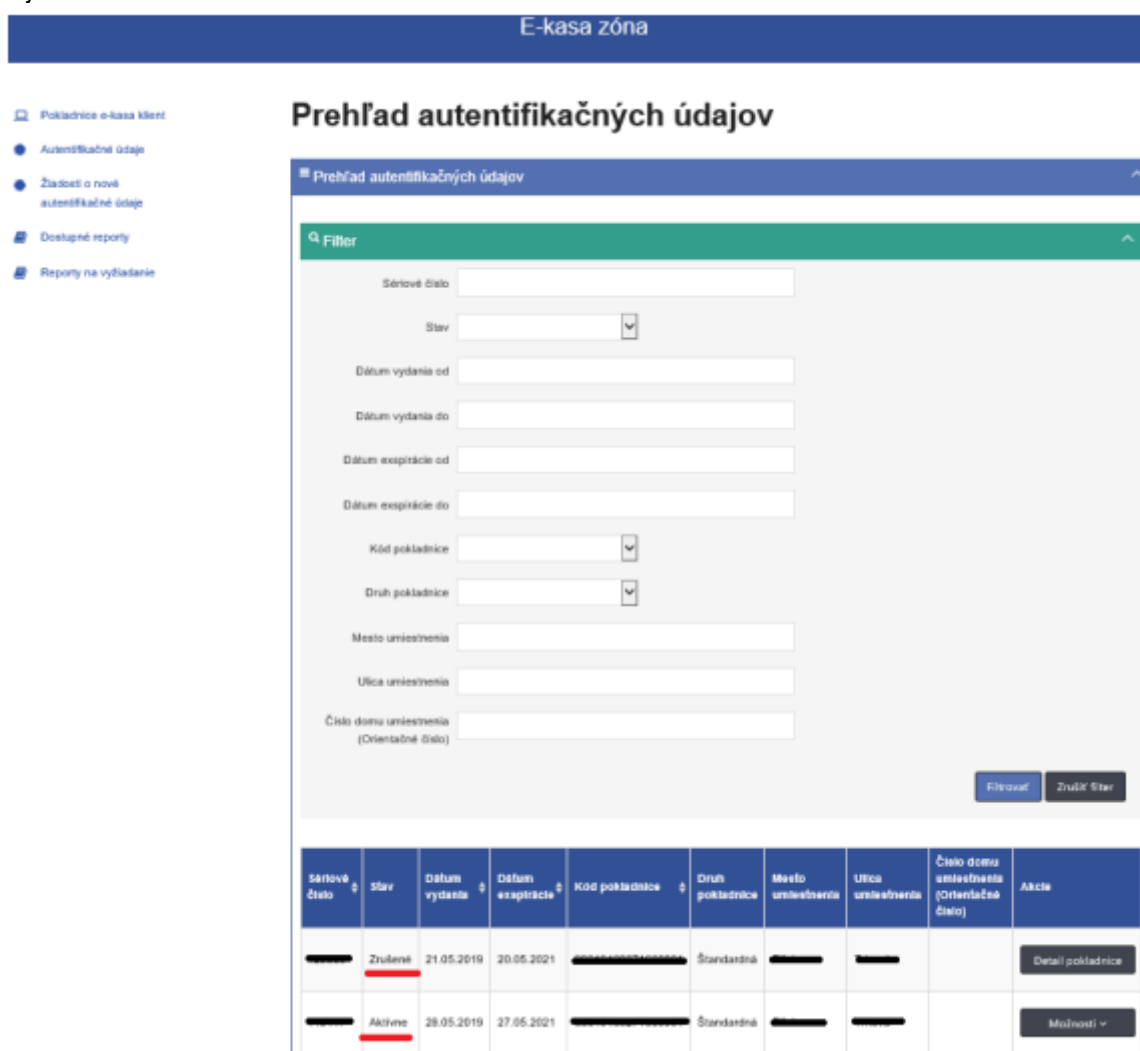 E-kasa zóna
Pokladnice e-kasa klient
Autentifikačné údaje
Žiadosti o nové
autentifikačné údaje
Dostupné reporty
Reporty na vyžiadanie
Prehľad autentifikačných údajov
Prehľad autentifikačných údajov
Filter
Sériové číslo
Stav
Dátum vydania od
Dátum vydania do
Dátum exspirácie od
Dátum exspirácie do
Kód pokladnice
Druh pokladnice
Mesto umiestnenia
Ulica umiestnenia
Číslo domu umiestnenia
(Orientačné číslo)
Filtrovať Zrušiť filter
Sériové číslo Stav Dátum vydania Dátum exspirácie Kód pokladnice Druh pokladnice Mesto umiestnenia Ulica umiestnenia Číslo domu umiestnenia (Orientačné číslo) Akcie
Zrušené 21.05.2019 20.05.2021 Štandardná Detail pokladnice
Aktívne 28.05.2019 27.05.2021 Štandardná Možnosti